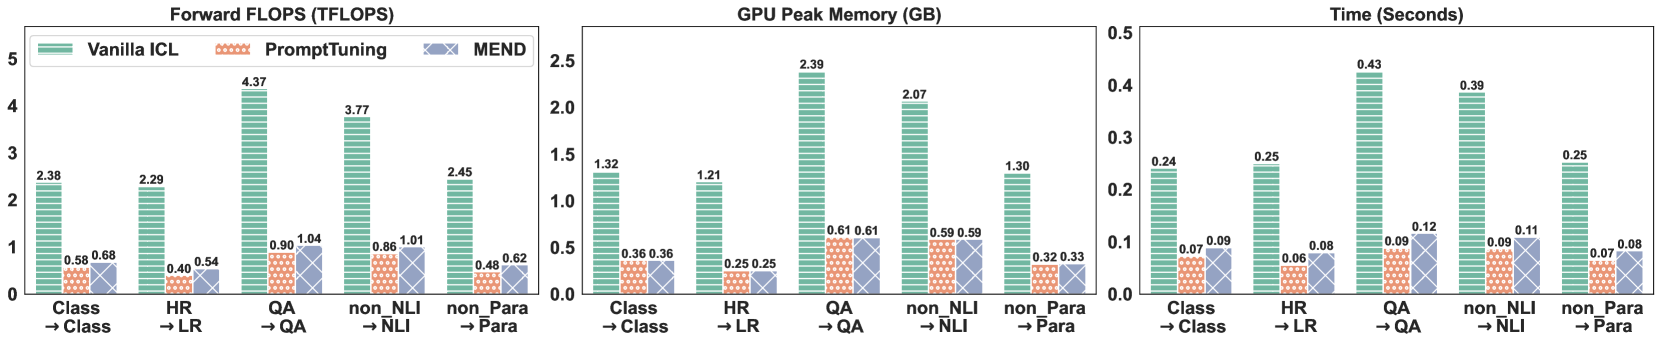 Forward FLOPS (TFLOPS)
Vanilla ICL
PromptTuning
MEND
5
4
3
2
1
0
2.38
0.58
0.68
2.29
0.40
0.54
4.37
0.90
1.04
3.77
0.86
1.01
2.45
0.48
0.62
Class
→ Class
HR
→ LR
QA
→ QA
non_NLI
→ NLI
non_Para
→ Para
GPU Peak Memory (GB)
2.5
2.0
1.5
1.0
0.5
0.0
1.32
0.36
0.36
1.21
0.25
0.25
2.39
0.61
0.61
2.07
0.59
0.59
1.30
0.32
0.33
Class
→ Class
HR
→ LR
QA
→ QA
non_NLI
→ NLI
non_Para
→ Para
Time (Seconds)
0.5
0.4
0.3
0.2
0.1
0.0
0.24
0.07
0.09
0.25
0.06
0.08
0.43
0.09
0.12
0.39
0.09
0.11
0.25
0.07
0.08
Class
→ Class
HR
→ LR
QA
→ QA
non_NLI
→ NLI
non_Para
→ Para